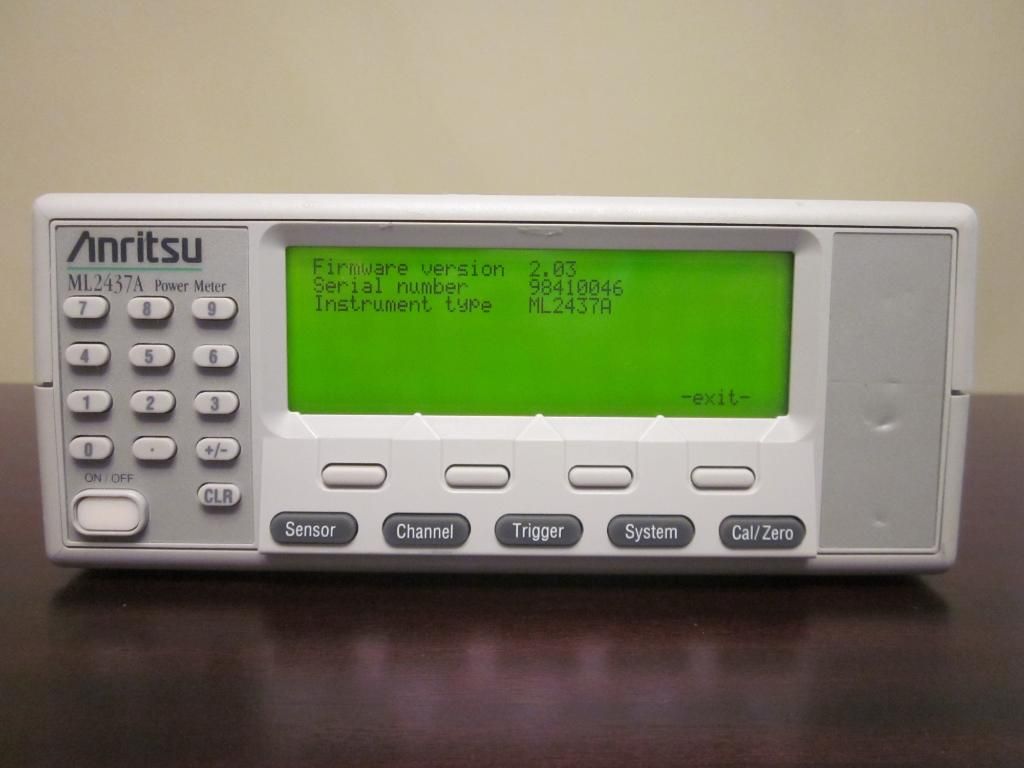 Anritsu
ML2437A Power Meter
7 8 9
4 5 6
1 2 3
0 . +/-
ON / OFF
CLR
Firmware version 2.03
Serial number 98410046
Instrument type ML2437A
-exit-
Sensor Channel Trigger System Cal/Zero